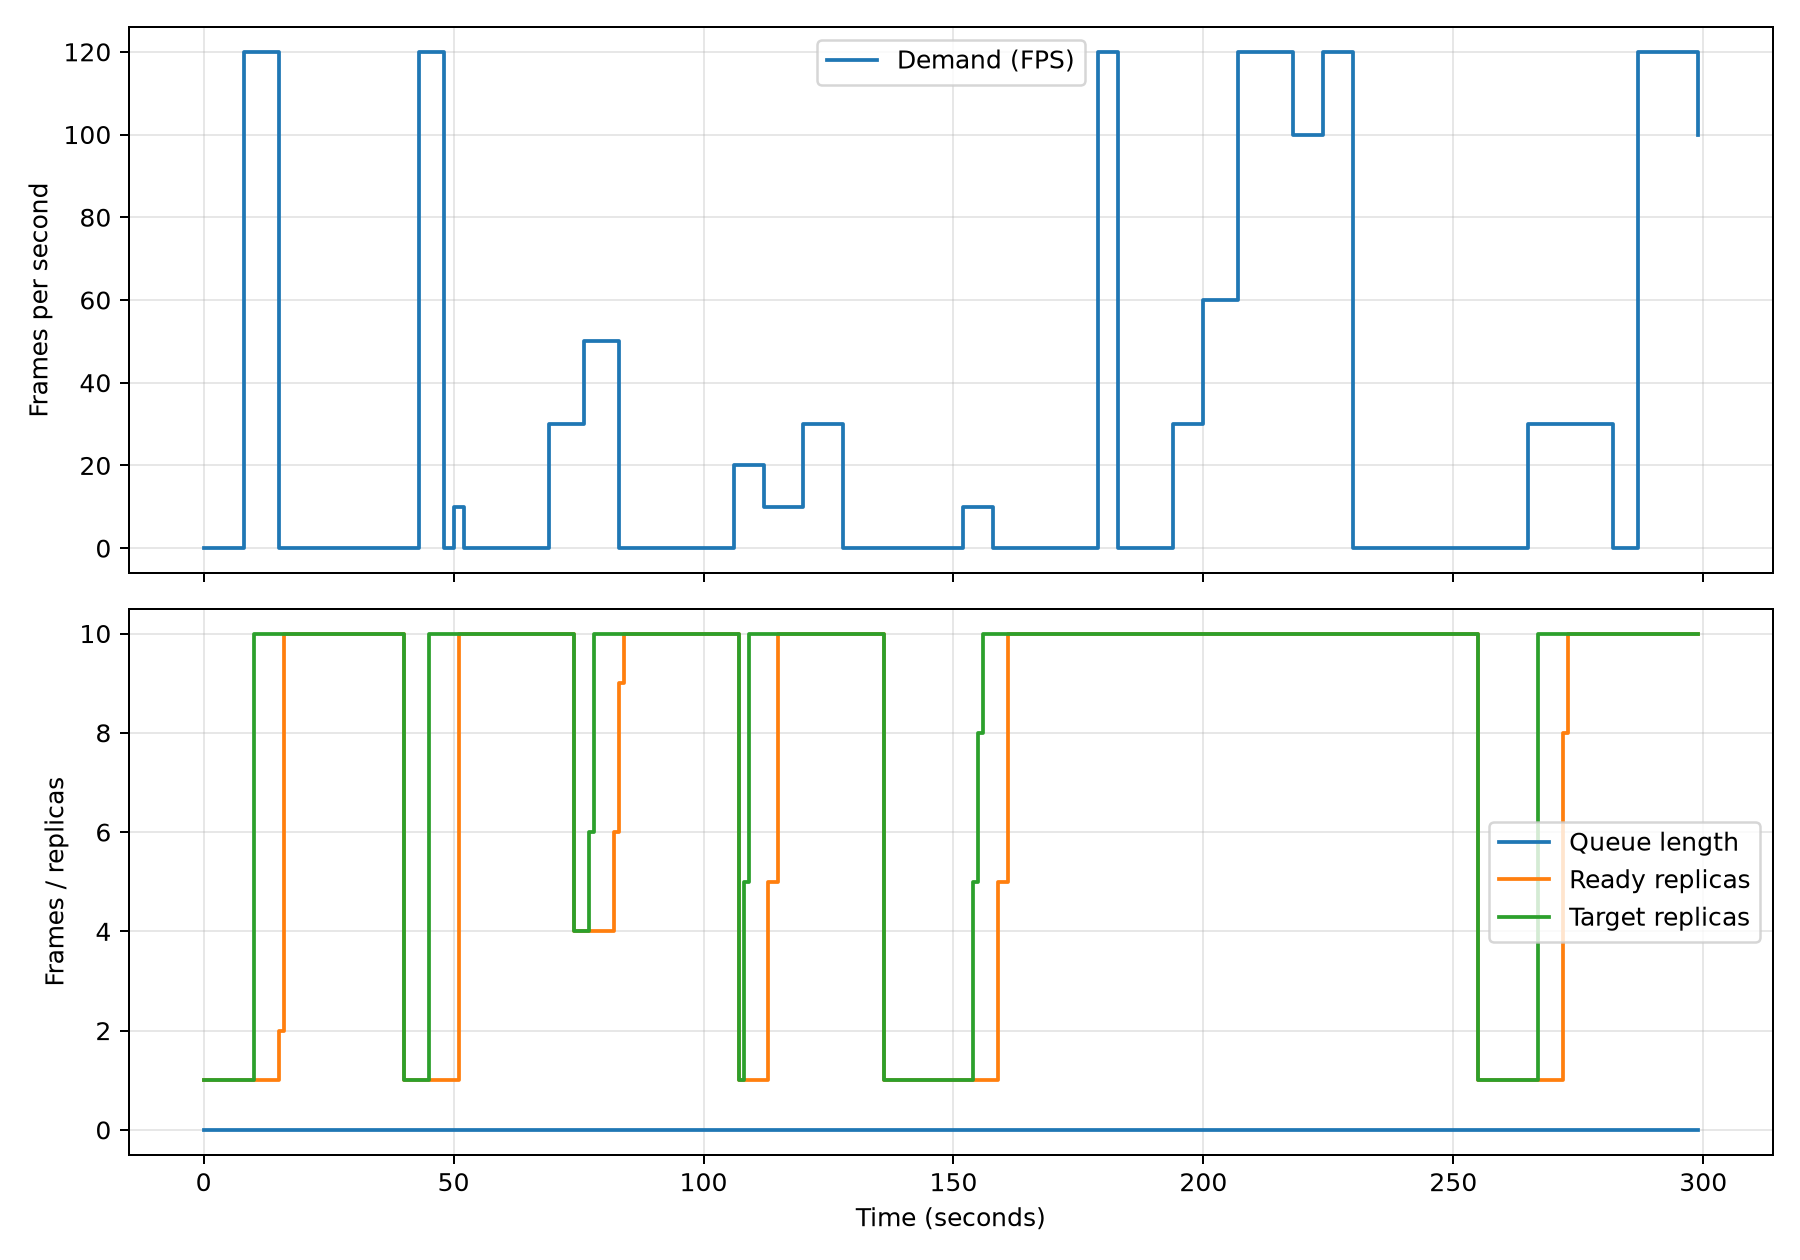 120
100
80
60
40
20
0
Frames per second
Demand (FPS)
10
8
6
4
2
0
Frames / replicas
Queue length
Ready replicas
Target replicas
0 50 100 150 200 250 300
Time (seconds)